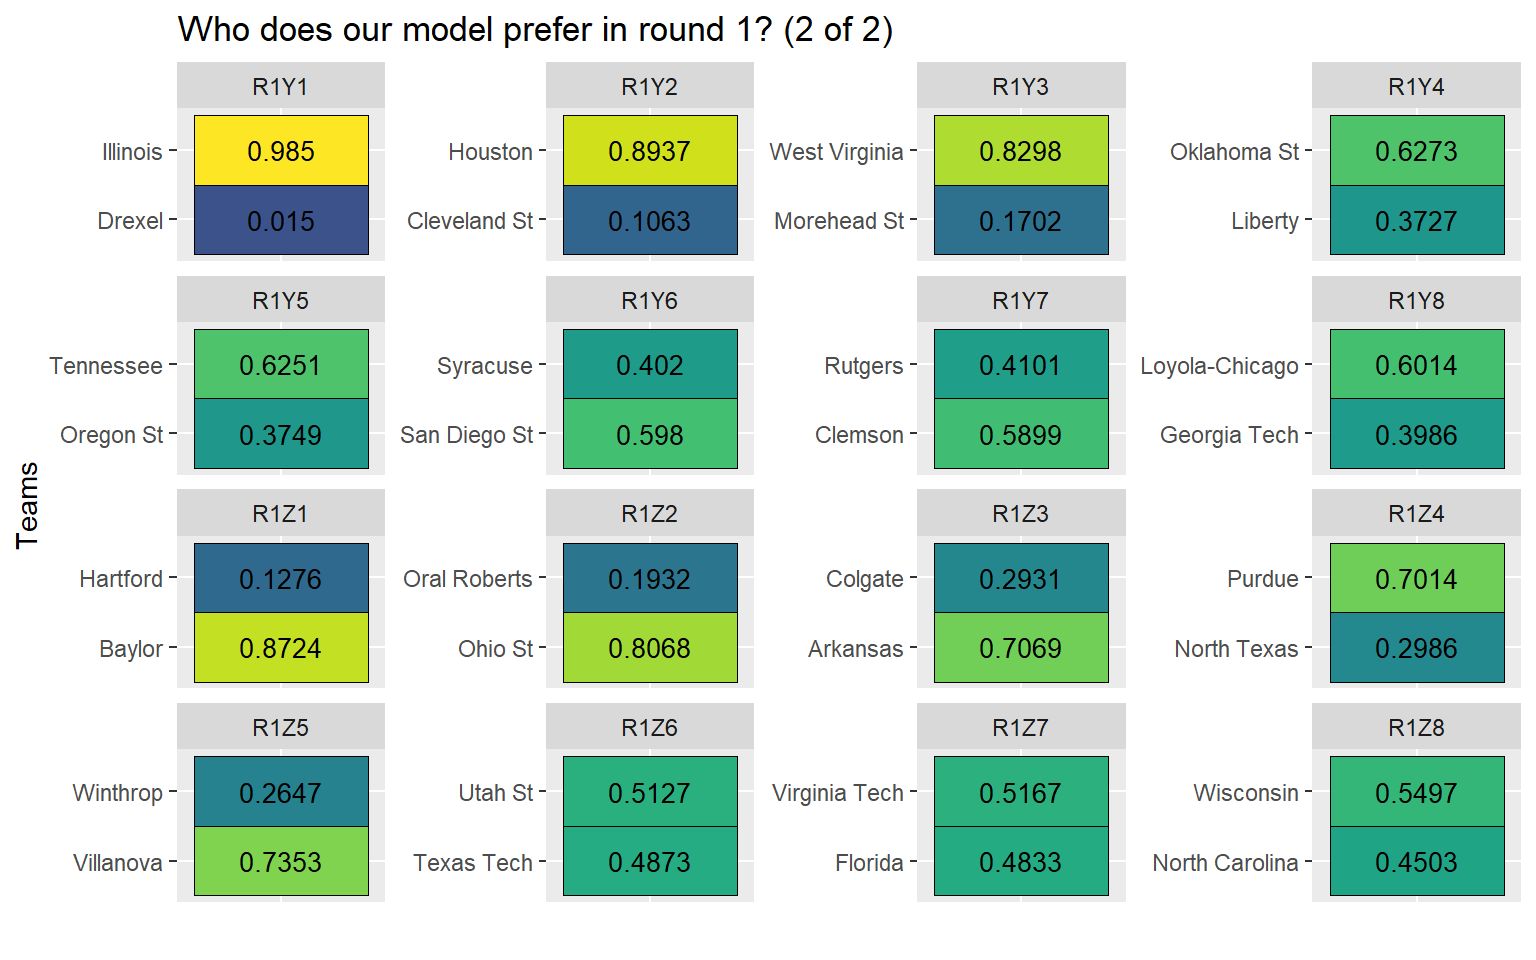 Who does our model prefer in round 1? (2 of 2)
Teams
R1Y1
Illinois 0.985
Drexel 0.015
R1Y2
Houston 0.8937
Cleveland St 0.1063
R1Y3
West Virginia 0.8298
Morehead St 0.1702
R1Y4
Oklahoma St 0.6273
Liberty 0.3727
R1Y5
Tennessee 0.6251
Oregon St 0.3749
R1Y6
Syracuse 0.402
San Diego St 0.598
R1Y7
Rutgers 0.4101
Clemson 0.5899
R1Y8
Loyola-Chicago 0.6014
Georgia Tech 0.3986
R1Z1
Hartford 0.1276
Baylor 0.8724
R1Z2
Oral Roberts 0.1932
Ohio St 0.8068
R1Z3
Colgate 0.2931
Arkansas 0.7069
R1Z4
Purdue 0.7014
North Texas 0.2986
R1Z5
Winthrop 0.2647
Villanova 0.7353
R1Z6
Utah St 0.5127
Texas Tech 0.4873
R1Z7
Virginia Tech 0.5167
Florida 0.4833
R1Z8
Wisconsin 0.5497
North Carolina 0.4503